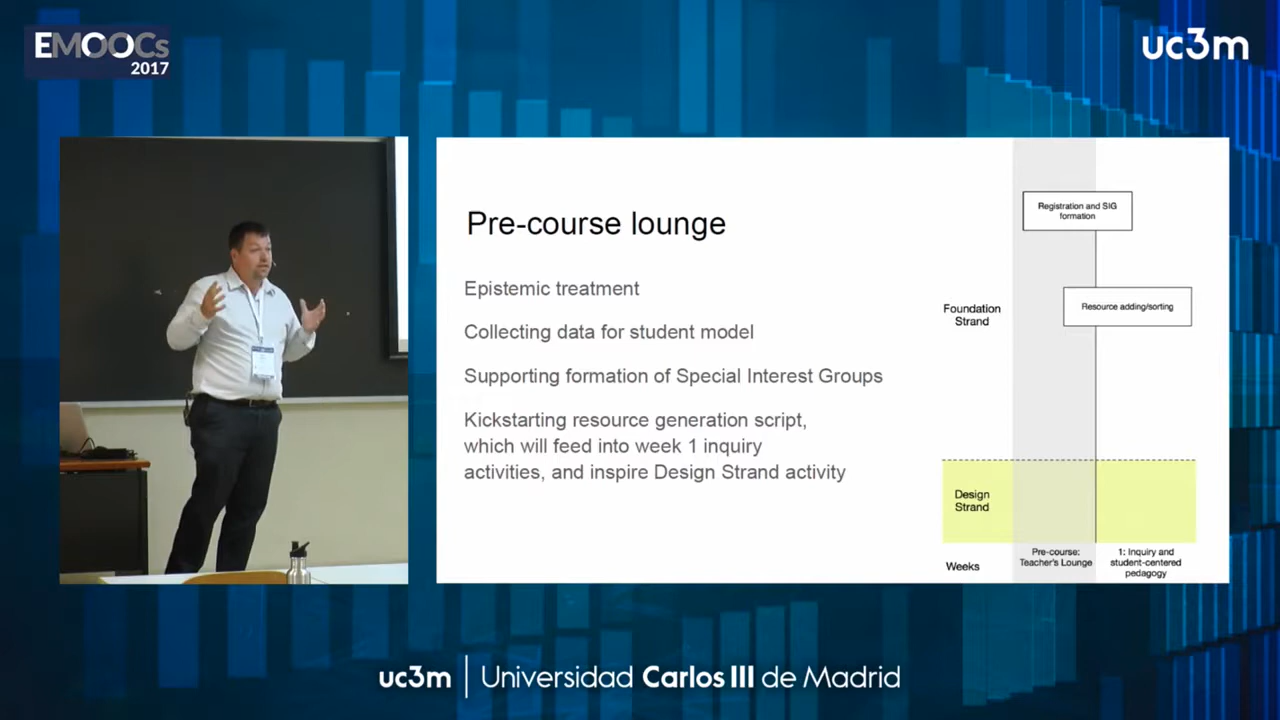 EMOOCs
2017
uc3m
Pre-course lounge
Epistemic treatment
Collecting data for student model
Supporting formation of Special Interest Groups
Kickstarting resource generation script,
which will feed into week 1 inquiry
activities, and inspire Design Strand activity
Registration and SIG
formation
Resource adding/sorting
Foundation
Strand
Design
Strand
Weeks
Pre-course:
Teacher's Lounge
1: Inquiry and
student-centered
pedagogy
uc3m | Universidad Carlos III de Madrid